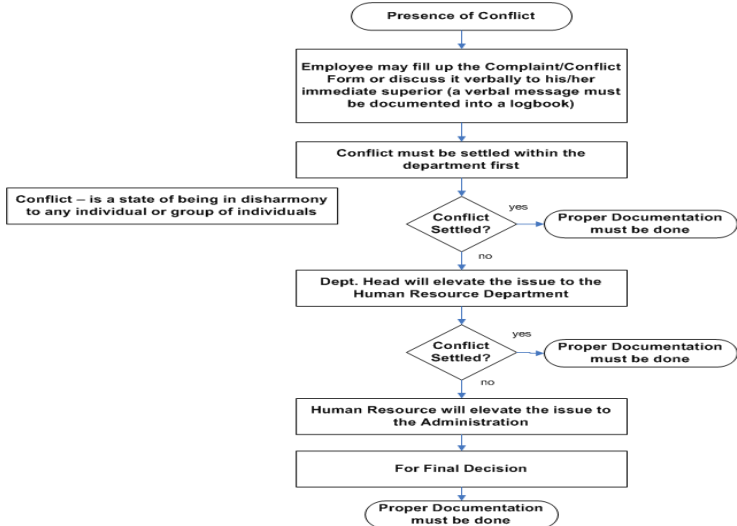 Presence of Conflict
Employee may fill up the Complaint/Conflict
Form or discuss it verbally to his/her
immediate superior (a verbal message must
be documented into a logbook)
Conflict must be settled within the
department first
Conflict – is a state of being in disharmony
to any individual or group of individuals
Conflict
Settled?
yes
Proper Documentation
must be done
no
Dept. Head will elevate the issue to the
Human Resource Department
Conflict
Settled?
yes
Proper Documentation
must be done
no
Human Resource will elevate the issue to
the Administration
For Final Decision
Proper Documentation
must be done